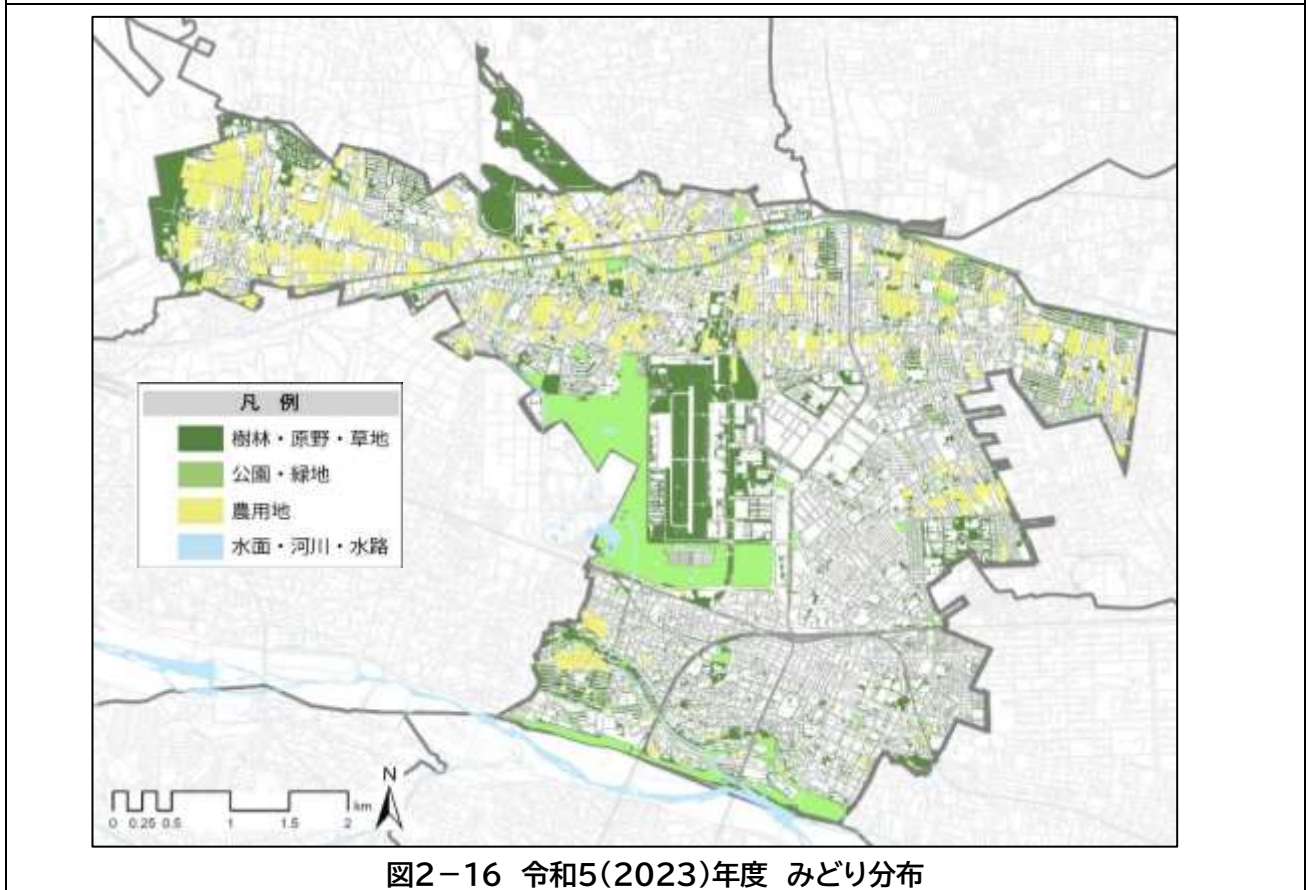 凡 例
樹林・原野・草地
公園・緑地
農用地
水面・河川・水路
N
km
0 0.25 0.5 1 1.5 2
図2－16 令和5(2023)年度 みどり分布